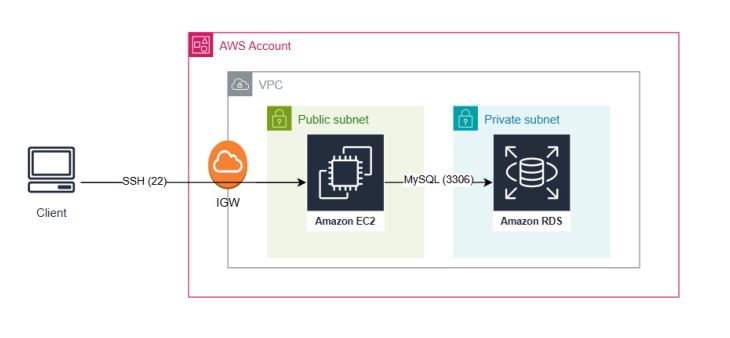 AWS Account
VPC
Public subnet
Private subnet
SSH (22)
MySQL (3306)
IGW
Client
Amazon EC2
Amazon RDS